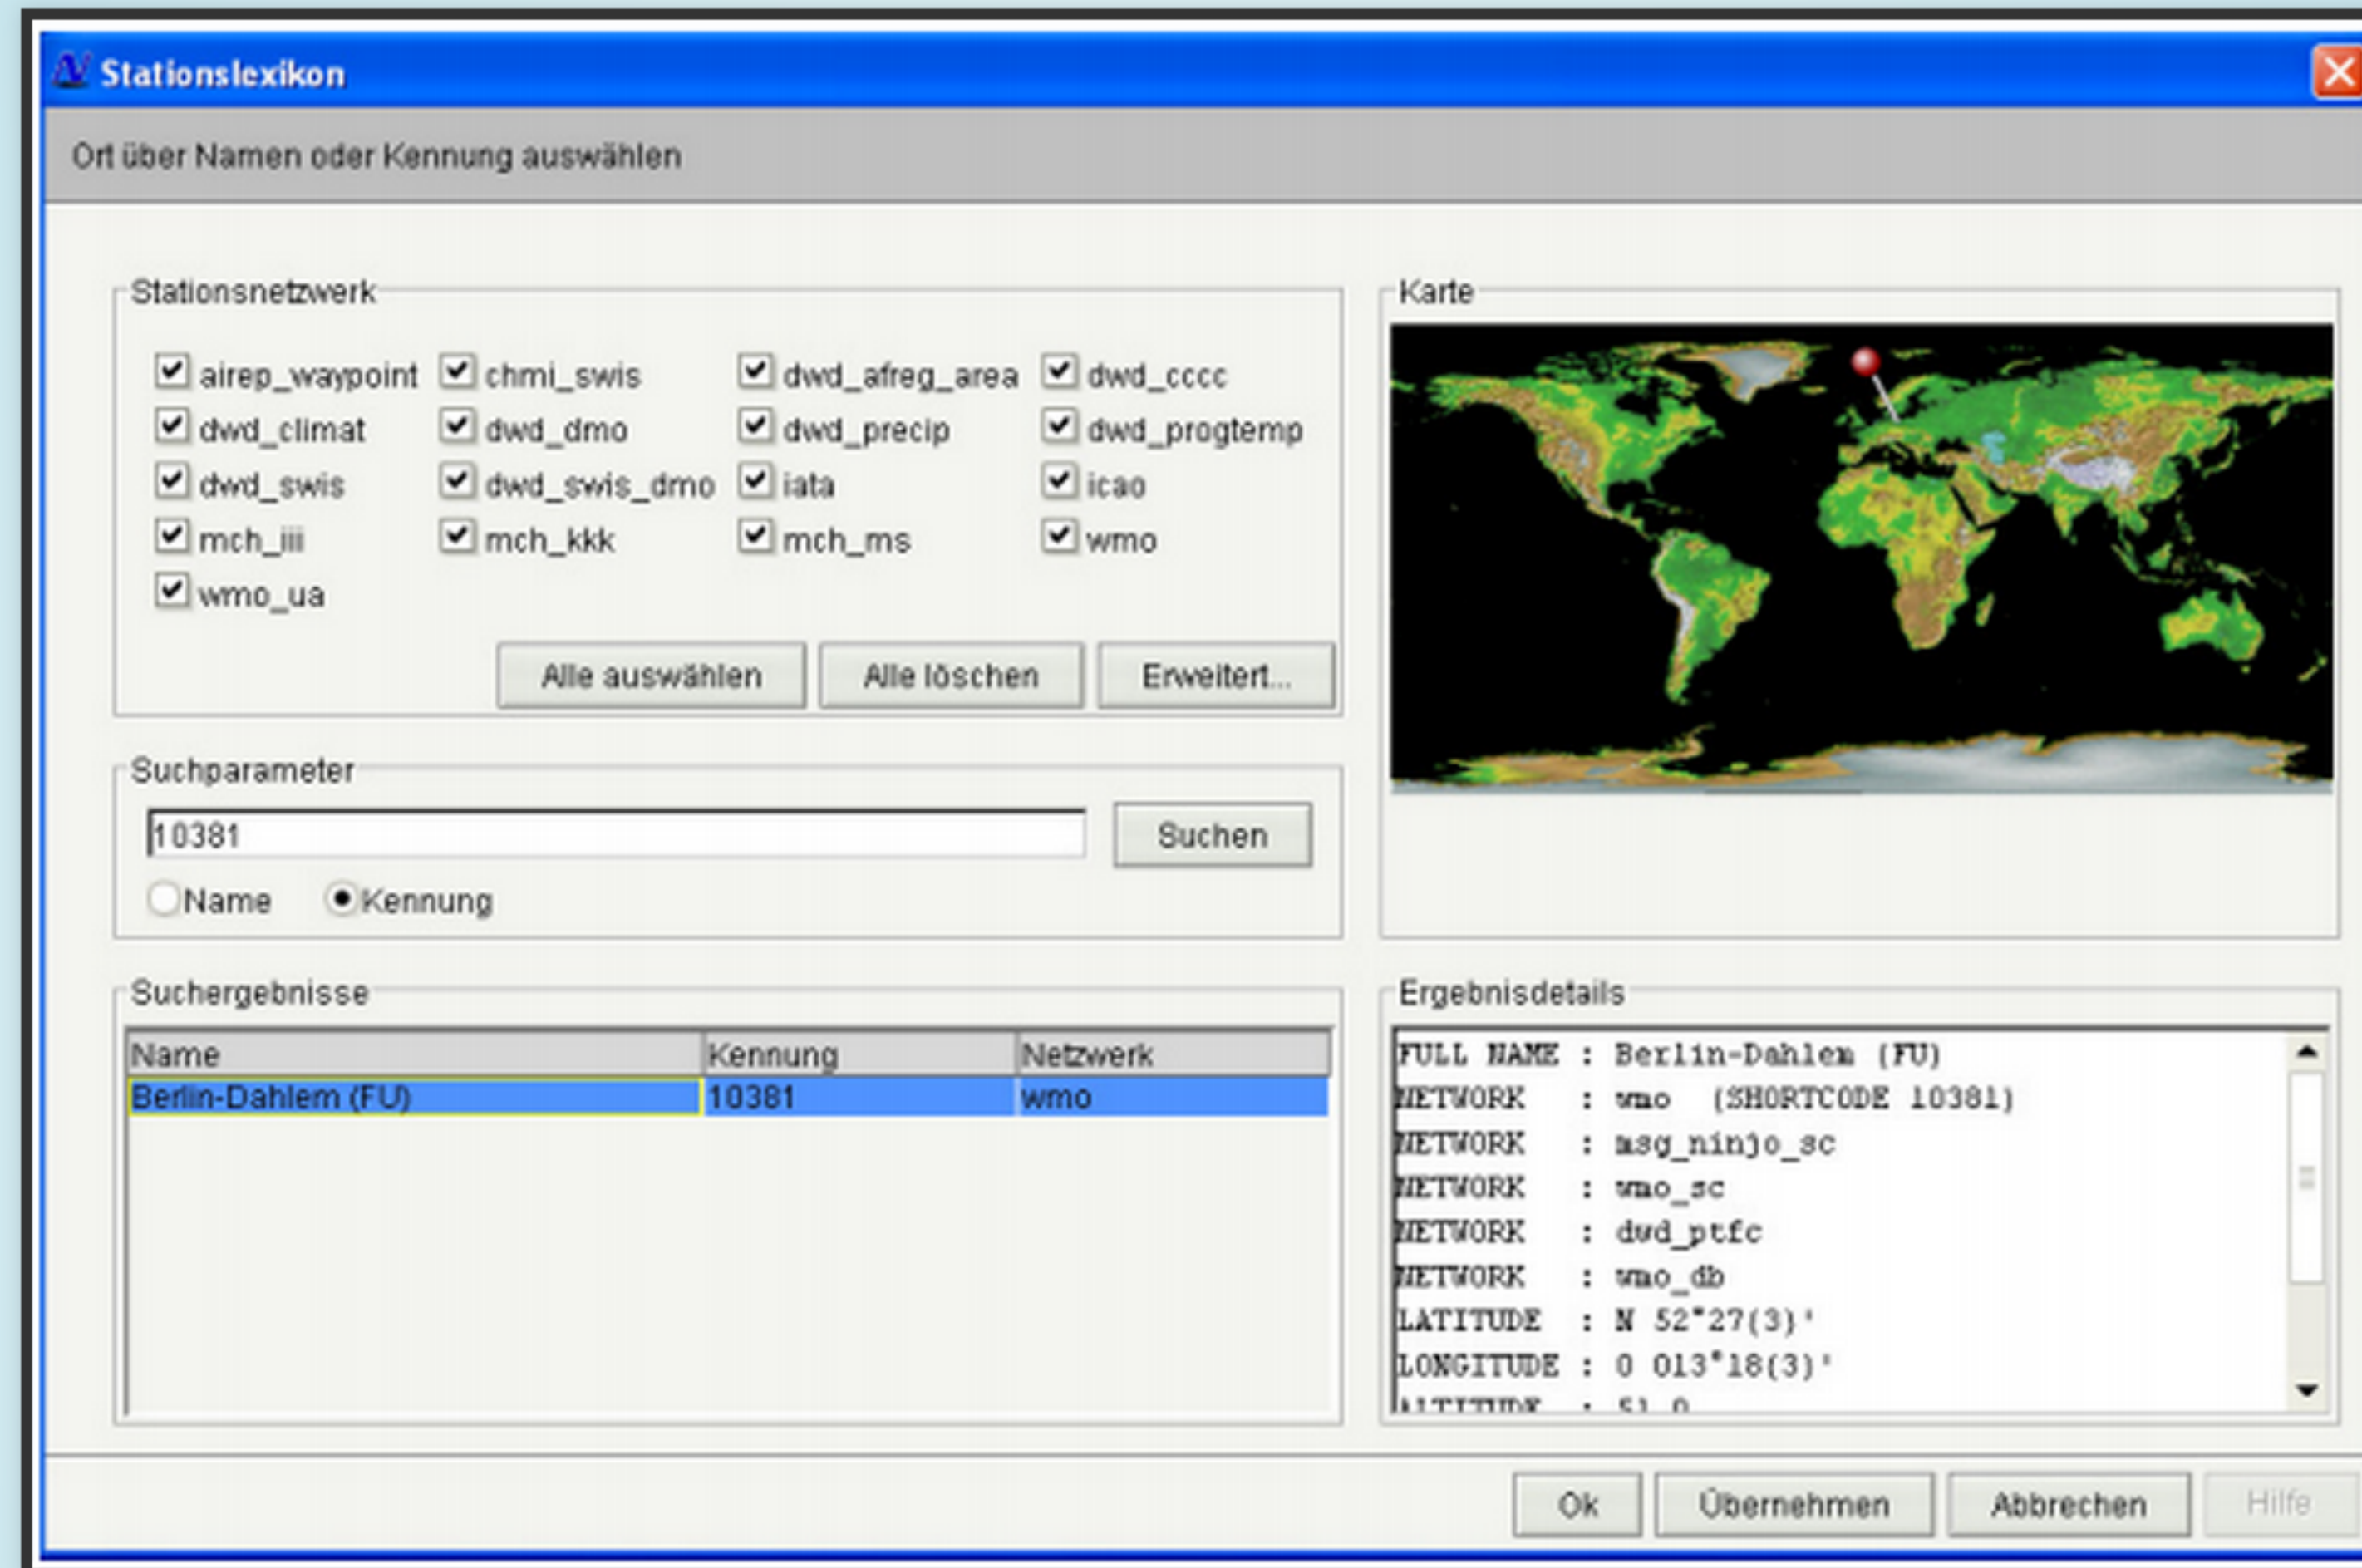 Stationslexikon
Ort über Namen oder Kennung auswählen
Stationsnetzwerk
airep_waypoint chmi_swis dwd_afreg_area dwd_cccc
dwd_climat dwd_dmo dwd_precip dwd_progtemp
dwd_swis dwd_swis_dmo iata icao
mch_iii mch_kkk mch_ms wmo
wmo_ua
Alle auswählen Alle löschen Erweitert...
Karte
Suchparameter
10381 Suchen
Name Kennung
Suchergebnisse
Name Kennung Netzwerk
Berlin-Dahlem (FU) 10381 wmo
Ergebnisdetails
FULL NAME : Berlin-Dahlem (FU)
NETWORK : wmo (SHORTCODE 10381)
NETWORK : msg_ninjo_sc
NETWORK : wmo_sc
NETWORK : dwd_ptfc
NETWORK : wmo_db
LATITUDE : N 52°27(3)'
LONGITUDE : O 013°18(3)'
ALTITUDE : 51.0
Ok Übernehmen Abbrechen Hilfe